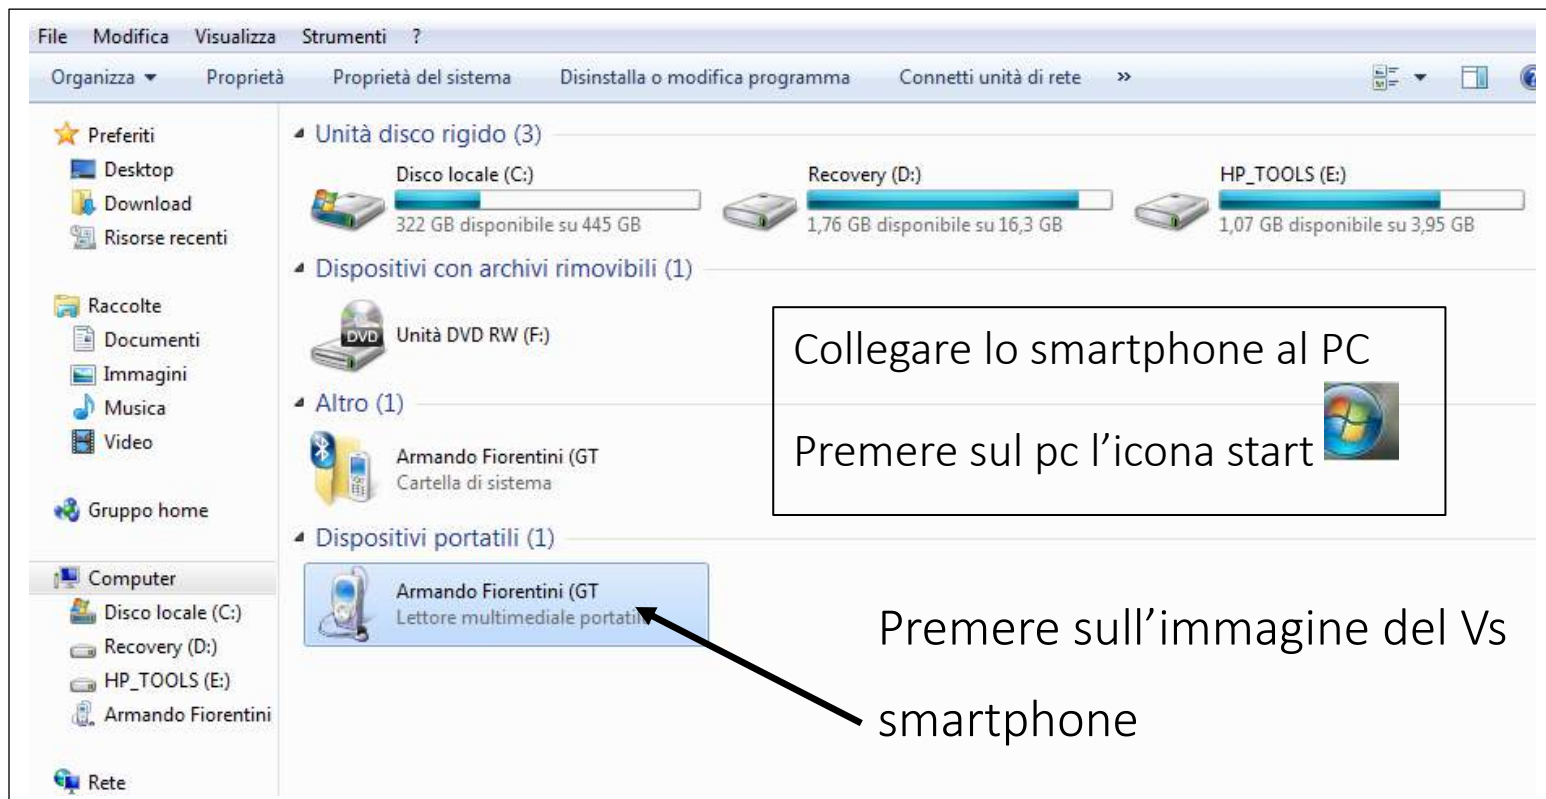 File Modifica Visualizza Strumenti ?
Organizza Proprietà Proprietà del sistema Disinstalla o modifica programma Connetti unità di rete »
Preferiti
Desktop
Download
Risorse recenti
Raccolte
Documenti
Immagini
Musica
Video
Gruppo home
Computer
Disco locale (C:)
Recovery (D:)
HP_TOOLS (E:)
Armando Fiorentini
Rete
Unità disco rigido (3)
Disco locale (C:)
322 GB disponibile su 445 GB
Recovery (D:)
1,76 GB disponibile su 16,3 GB
HP_TOOLS (E:)
1,07 GB disponibile su 3,95 GB
Dispositivi con archivi rimovibili (1)
DVD
Unità DVD RW (F:)
Altro (1)
Armando Fiorentini (GT
Cartella di sistema
Dispositivi portatili (1)
Armando Fiorentini (GT
Lettore multimediale portatile
Collegare lo smartphone al PC
Premere sul pc l’icona start
Premere sull’immagine del Vs
smartphone